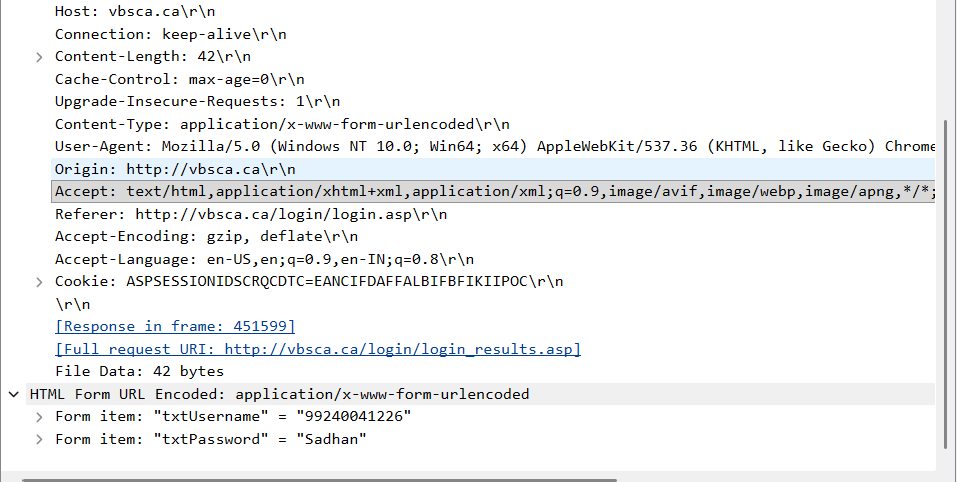 Host: vbsca.ca\r\n
Connection: keep-alive\r\n
Content-Length: 42\r\n
Cache-Control: max-age=0\r\n
Upgrade-Insecure-Requests: 1\r\n
Content-Type: application/x-www-form-urlencoded\r\n
User-Agent: Mozilla/5.0 (Windows NT 10.0; Win64; x64) AppleWebKit/537.36 (KHTML, like Gecko) Chrome
Origin: http://vbsca.ca\r\n
Accept: text/html,application/xhtml+xml,application/xml;q=0.9,image/avif,image/webp,image/apng,*/*;
Referer: http://vbsca.ca/login/login.asp\r\n
Accept-Encoding: gzip, deflate\r\n
Accept-Language: en-US,en;q=0.9,en-IN;q=0.8\r\n
Cookie: ASPSESSIONIDSCRQCDTC=EANCIFDAFFALBIFBFIKIIPOC\r\n
\r\n
[Response in frame: 451599]
[Full request URI: http://vbsca.ca/login/login_results.asp]
File Data: 42 bytes
HTML Form URL Encoded: application/x-www-form-urlencoded
Form item: "txtUsername" = "99240041226"
Form item: "txtPassword" = "Sadhan"